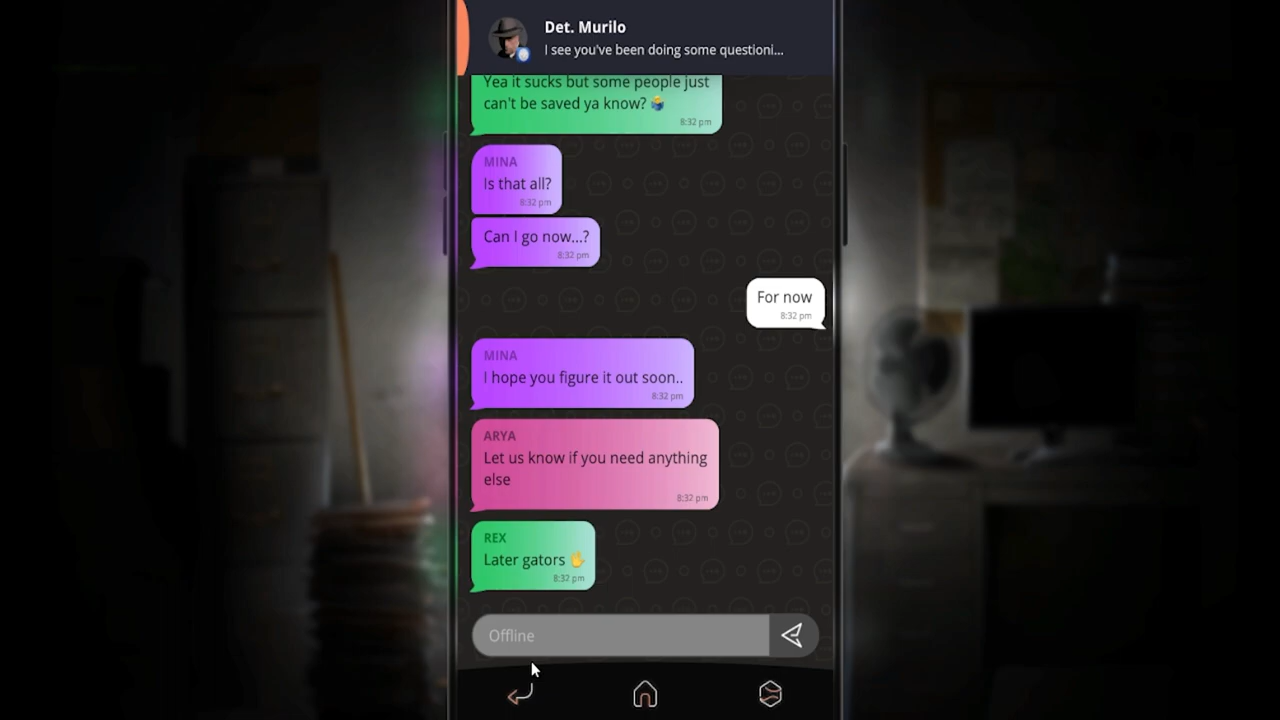 Det. Murilo
I see you've been doing some questioni...
Yea it sucks but some people just
can't be saved ya know?
8:32 pm
MINA
Is that all?
8:32 pm
Can I go now...?
8:32 pm
For now
8:32 pm
MINA
I hope you figure it out soon..
8:32 pm
ARYA
Let us know if you need anything
else
8:32 pm
REX
Later gators
8:32 pm
Offline